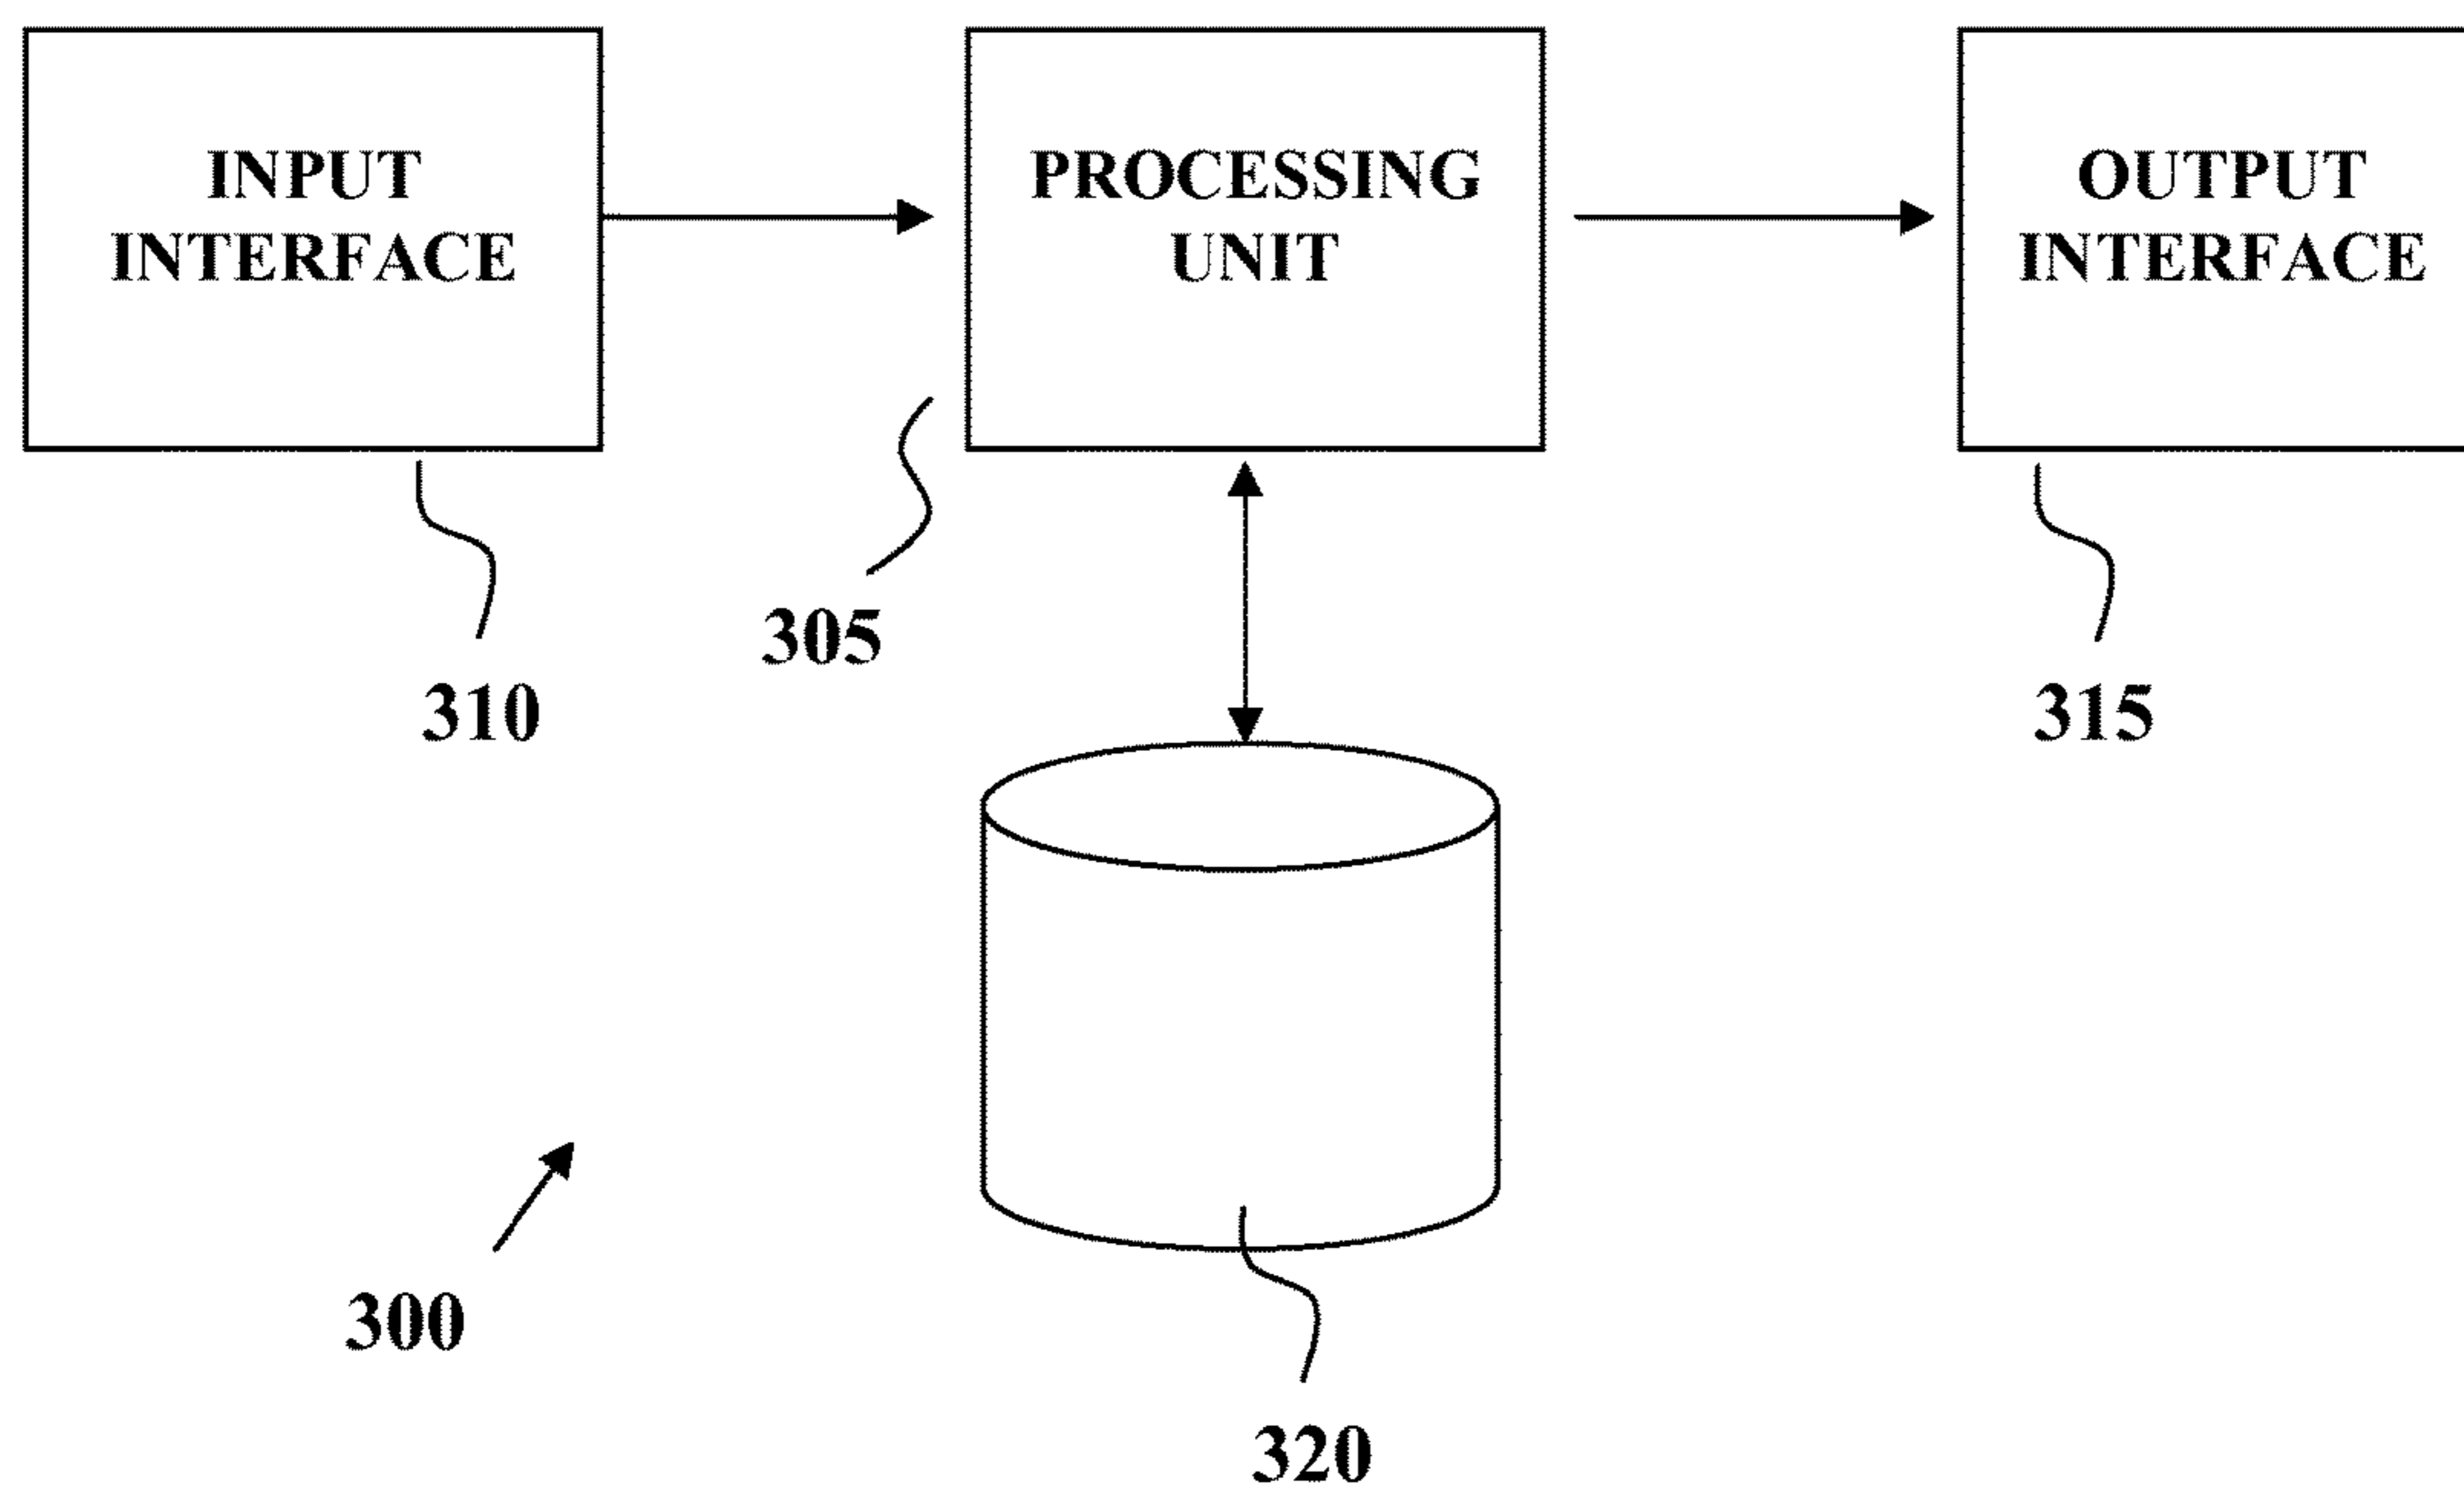 INPUT
INTERFACE
PROCESSING
UNIT
OUTPUT
INTERFACE
305
310
315
300
320